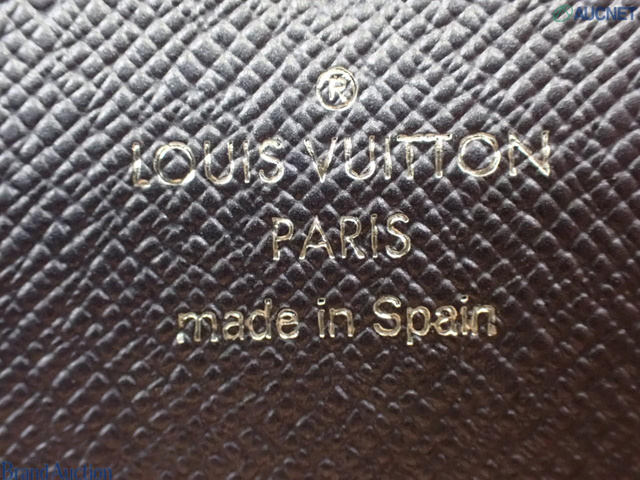 AUCNET
®
LOUIS VUITTON
PARIS
made in Spain
Brand Auction